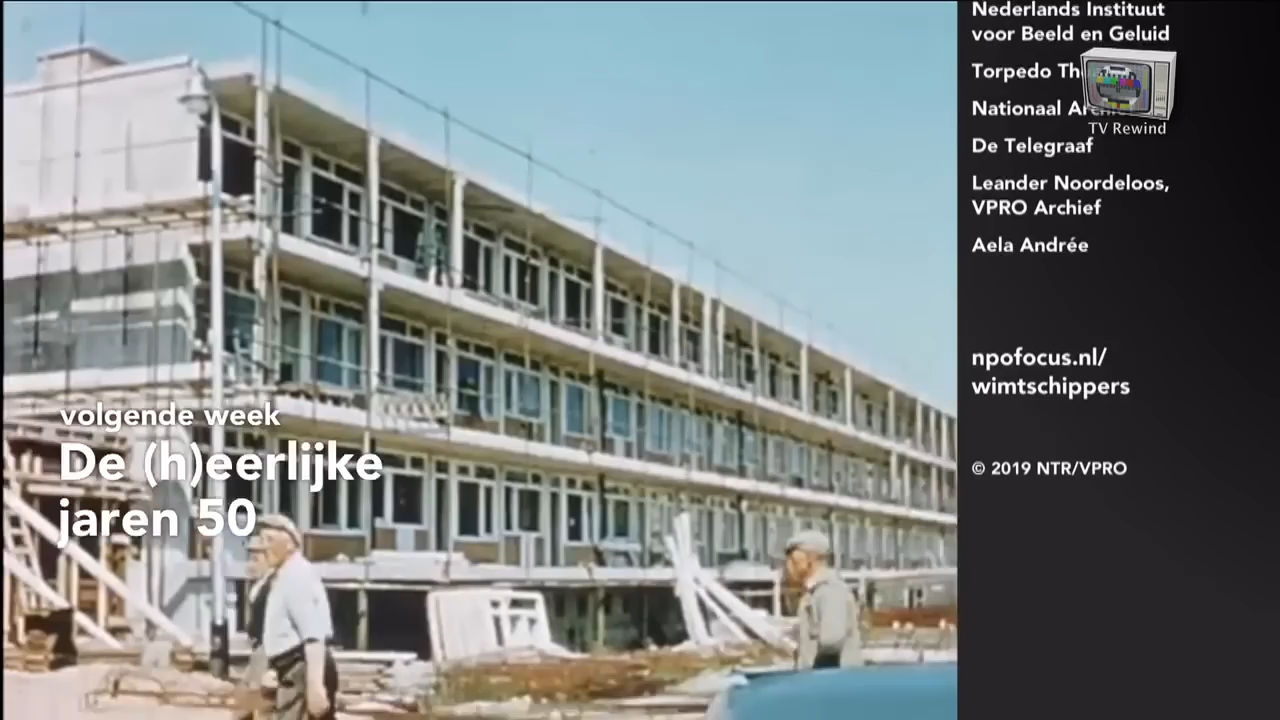 volgende week
De (h)eerlijke
jaren 50
Nederlands Instituut
voor Beeld en Geluid
Torpedo
Nationaal
TV Rewind
De Telegraaf
Leander Noordeloos,
VPRO Archief
Aela Andrée
npofocus.nl/
wimtschippers
© 2019 NTR/VPRO